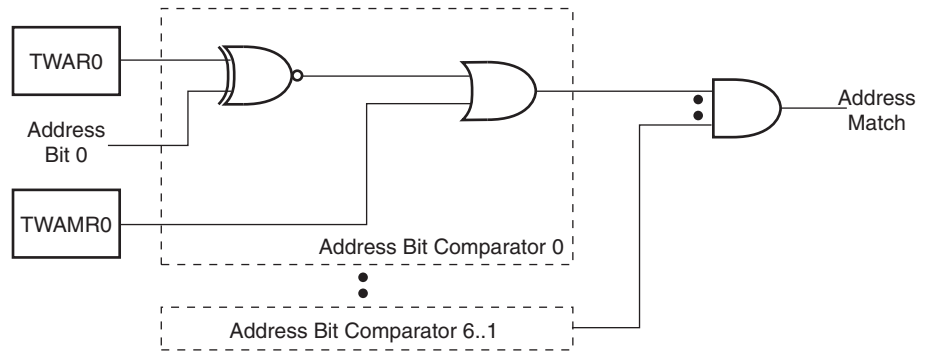 TWAR0
Address
Bit 0
TWAMR0
Address Bit Comparator 0
Address Bit Comparator 6..1
Address
Match